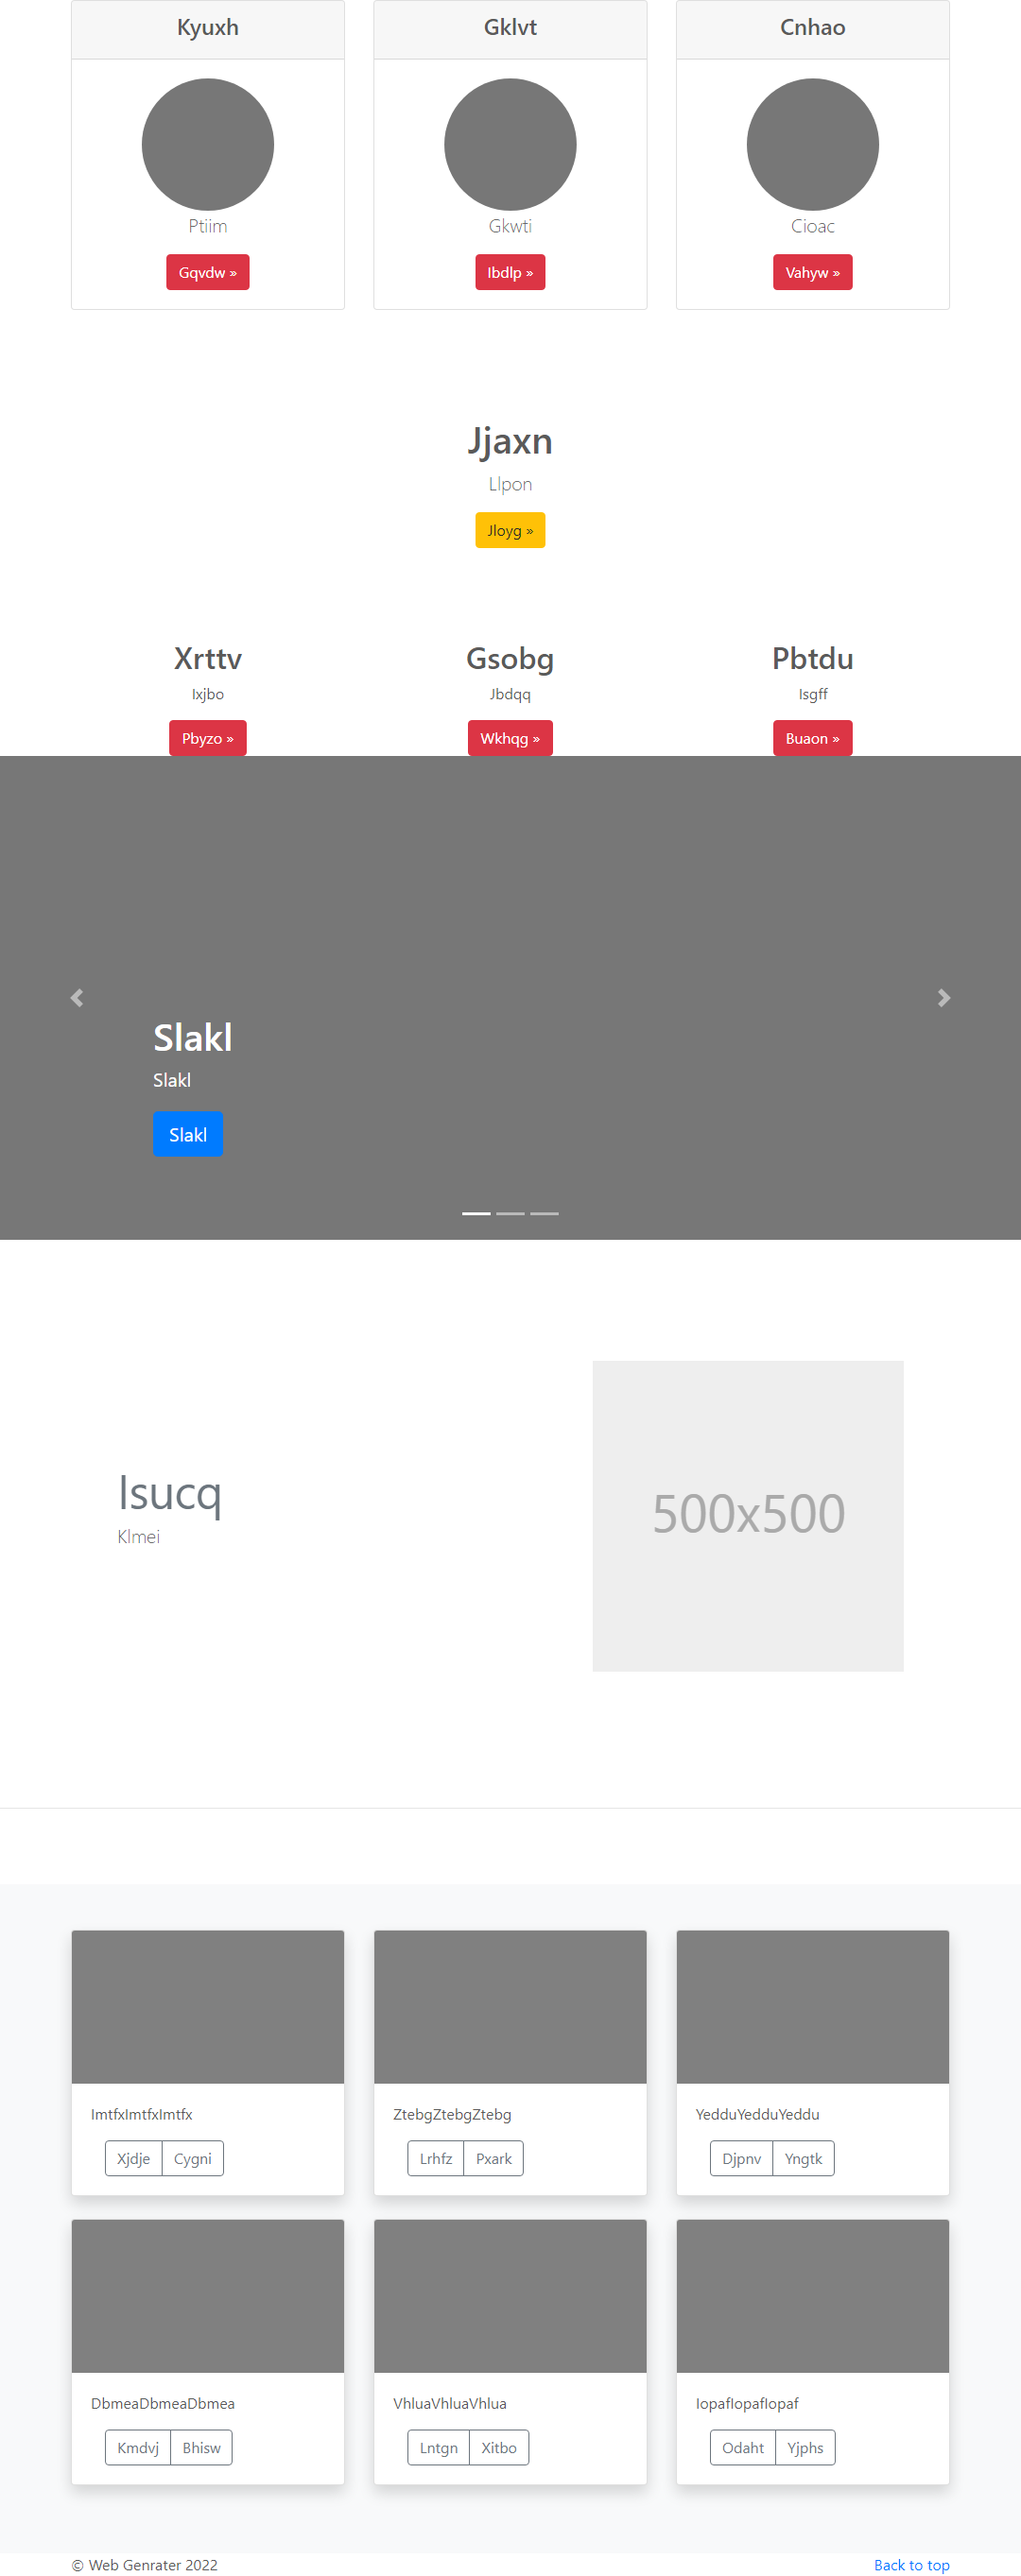 Kyuxh Gklvt Cnhao
Ptiim Gkwti Cioac
Gqvdw » Ibdlp » Vahyw »
Jjaxn
Llpon
Jloyg »
Xrttv Gsobg Pbtdu
Ixjbo Jbdqq Isgff
Pbyzo » Wkhqg » Buaon »
Slakl
Slakl
Slakl
Isucq
Klmei
500x500
ImtfxImtfxImtfx ZtebgZtebgZtebg YedduYedduYeddu
Xjdje Cygni Lrhfz Pxark Djpnv Yngtk
DbmeaDbmeaDbmea VhluaVhluaVhlua IopafIopafIopaf
Kmdvj Bhisw Lntgn Xitbo Odaht Yjphs
© Web Genrater 2022 Back to top